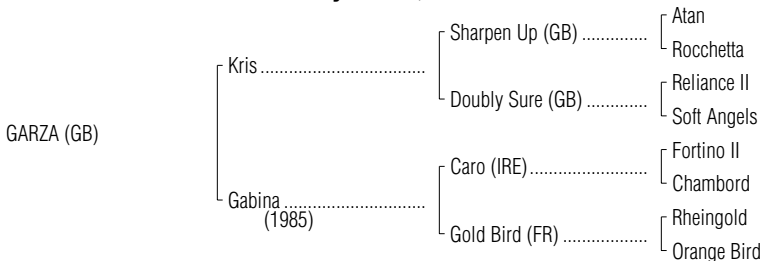 Atan
Sharpen Up (GB) ..............
Rocchetta
Kris .................................
Reliance II
Doubly Sure (GB) .............
Soft Angels
GARZA (GB)
Fortino II
Caro (IRE) .........................
Chambord
Gabina ............................
(1985)
Rheingold
Gold Bird (FR) ..................
Orange Bird